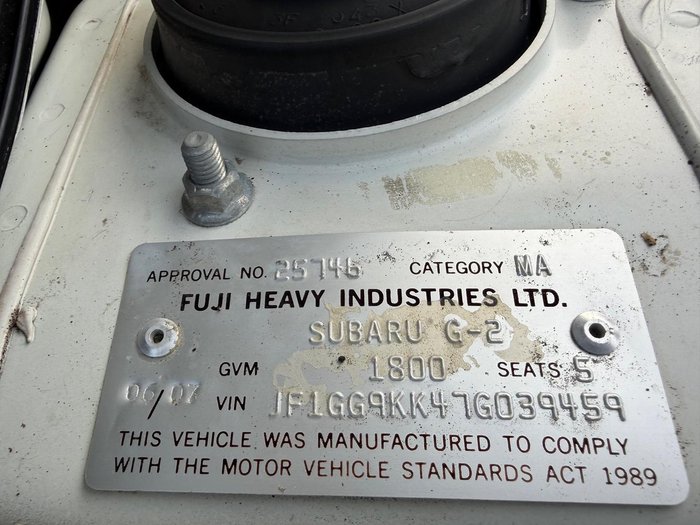 APPROVAL NO. 25746 CATEGORY MA
FUJI HEAVY INDUSTRIES LTD.
SUBARU G-2
GVM 1800 SEATS 5
06/07 VIN JF1GG9KK47G039459
THIS VEHICLE WAS MANUFACTURED TO COMPLY
WITH THE MOTOR VEHICLE STANDARDS ACT 1989